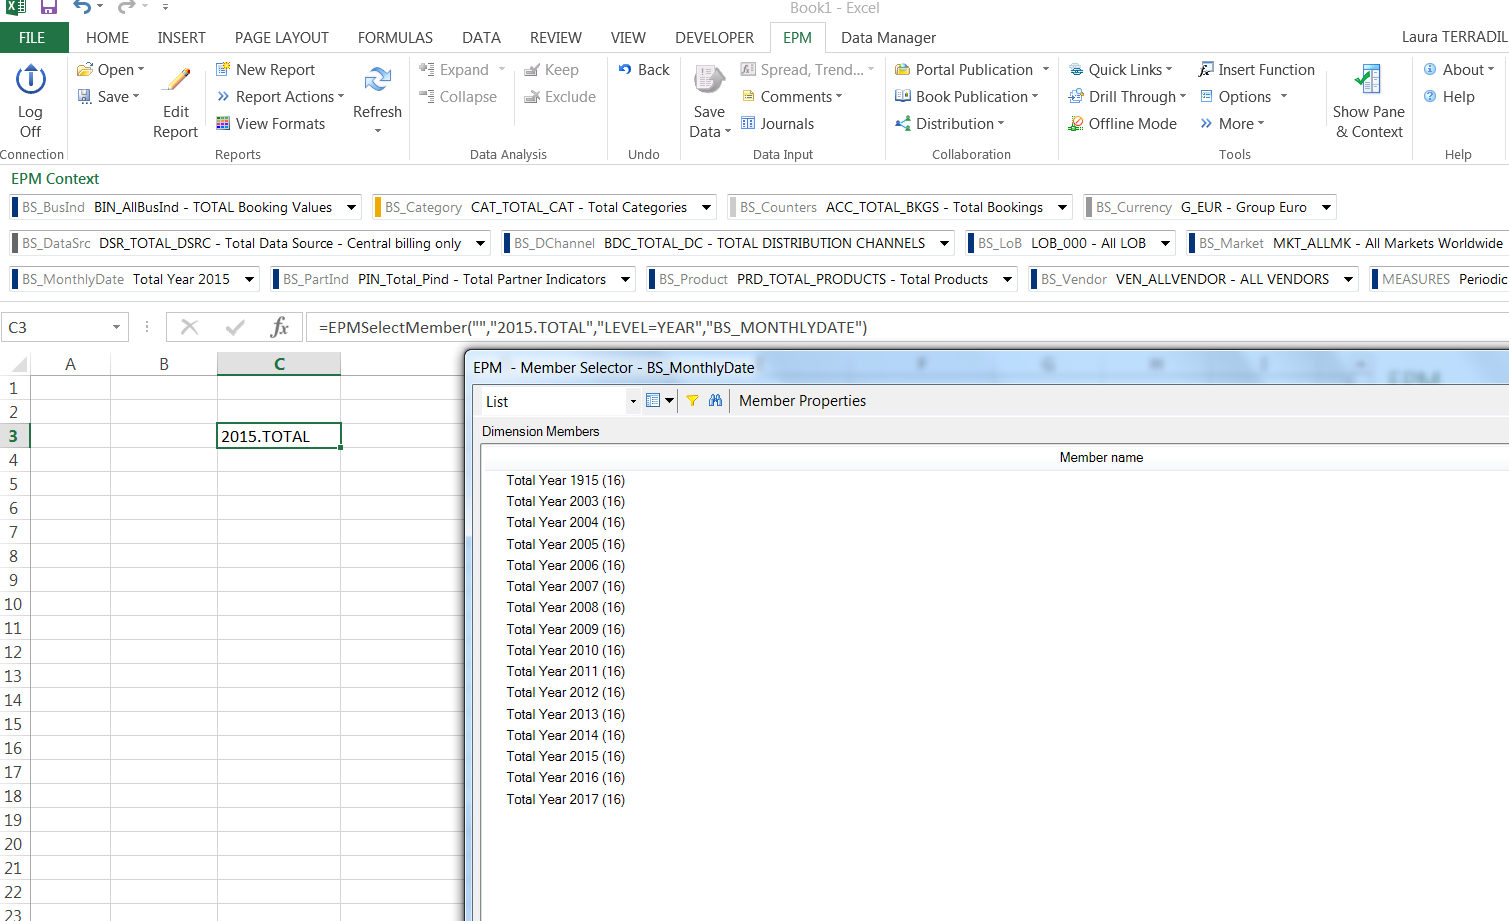 Book1 - Excel
FILE HOME INSERT PAGE LAYOUT FORMULAS DATA REVIEW VIEW DEVELOPER EPM Data Manager Laura TERRADIL
Log Off
Connection
Open
Save
Edit Report
New Report
Report Actions
View Formats
Refresh
Reports
Expand
Collapse
Keep
Exclude
Data Analysis
Back
Undo
Save Data
Spread, Trend...
Comments
Journals
Data Input
Portal Publication
Book Publication
Distribution
Collaboration
Quick Links
Drill Through
Offline Mode
Insert Function
Options
More
Tools
Show Pane & Context
About
Help
Help
EPM Context
BS_BusInd BIN_AllBusInd - TOTAL Booking Values BS_Category CAT_TOTAL_CAT - Total Categories BS_Counters ACC_TOTAL_BKGS - Total Bookings BS_Currency G_EUR - Group Euro
BS_DataSrc DSR_TOTAL_DSRC - Total Data Source - Central billing only BS_DChannel BDC_TOTAL_DC - TOTAL DISTRIBUTION CHANNELS BS_LoB LOB_000 - All LOB BS_Market MKT_ALLMK - All Markets Worldwide
BS_MonthlyDate Total Year 2015 BS_PartInd PIN_Total_Pind - Total Partner Indicators BS_Product PRD_TOTAL_PRODUCTS - Total Products BS_Vendor VEN_ALLVENDOR - ALL VENDORS MEASURES Periodic
C3 fx =EPMSelectMember("","2015.TOTAL","LEVEL=YEAR","BS_MONTHLYDATE")
A B C
1
2
3 2015.TOTAL
4
5
6
7
8
9
10
11
12
13
14
15
16
17
18
19
20
21
22
23
EPM - Member Selector - BS_MonthlyDate
List Member Properties
Dimension Members
Member name
Total Year 1915 (16)
Total Year 2003 (16)
Total Year 2004 (16)
Total Year 2005 (16)
Total Year 2006 (16)
Total Year 2007 (16)
Total Year 2008 (16)
Total Year 2009 (16)
Total Year 2010 (16)
Total Year 2011 (16)
Total Year 2012 (16)
Total Year 2013 (16)
Total Year 2014 (16)
Total Year 2015 (16)
Total Year 2016 (16)
Total Year 2017 (16)